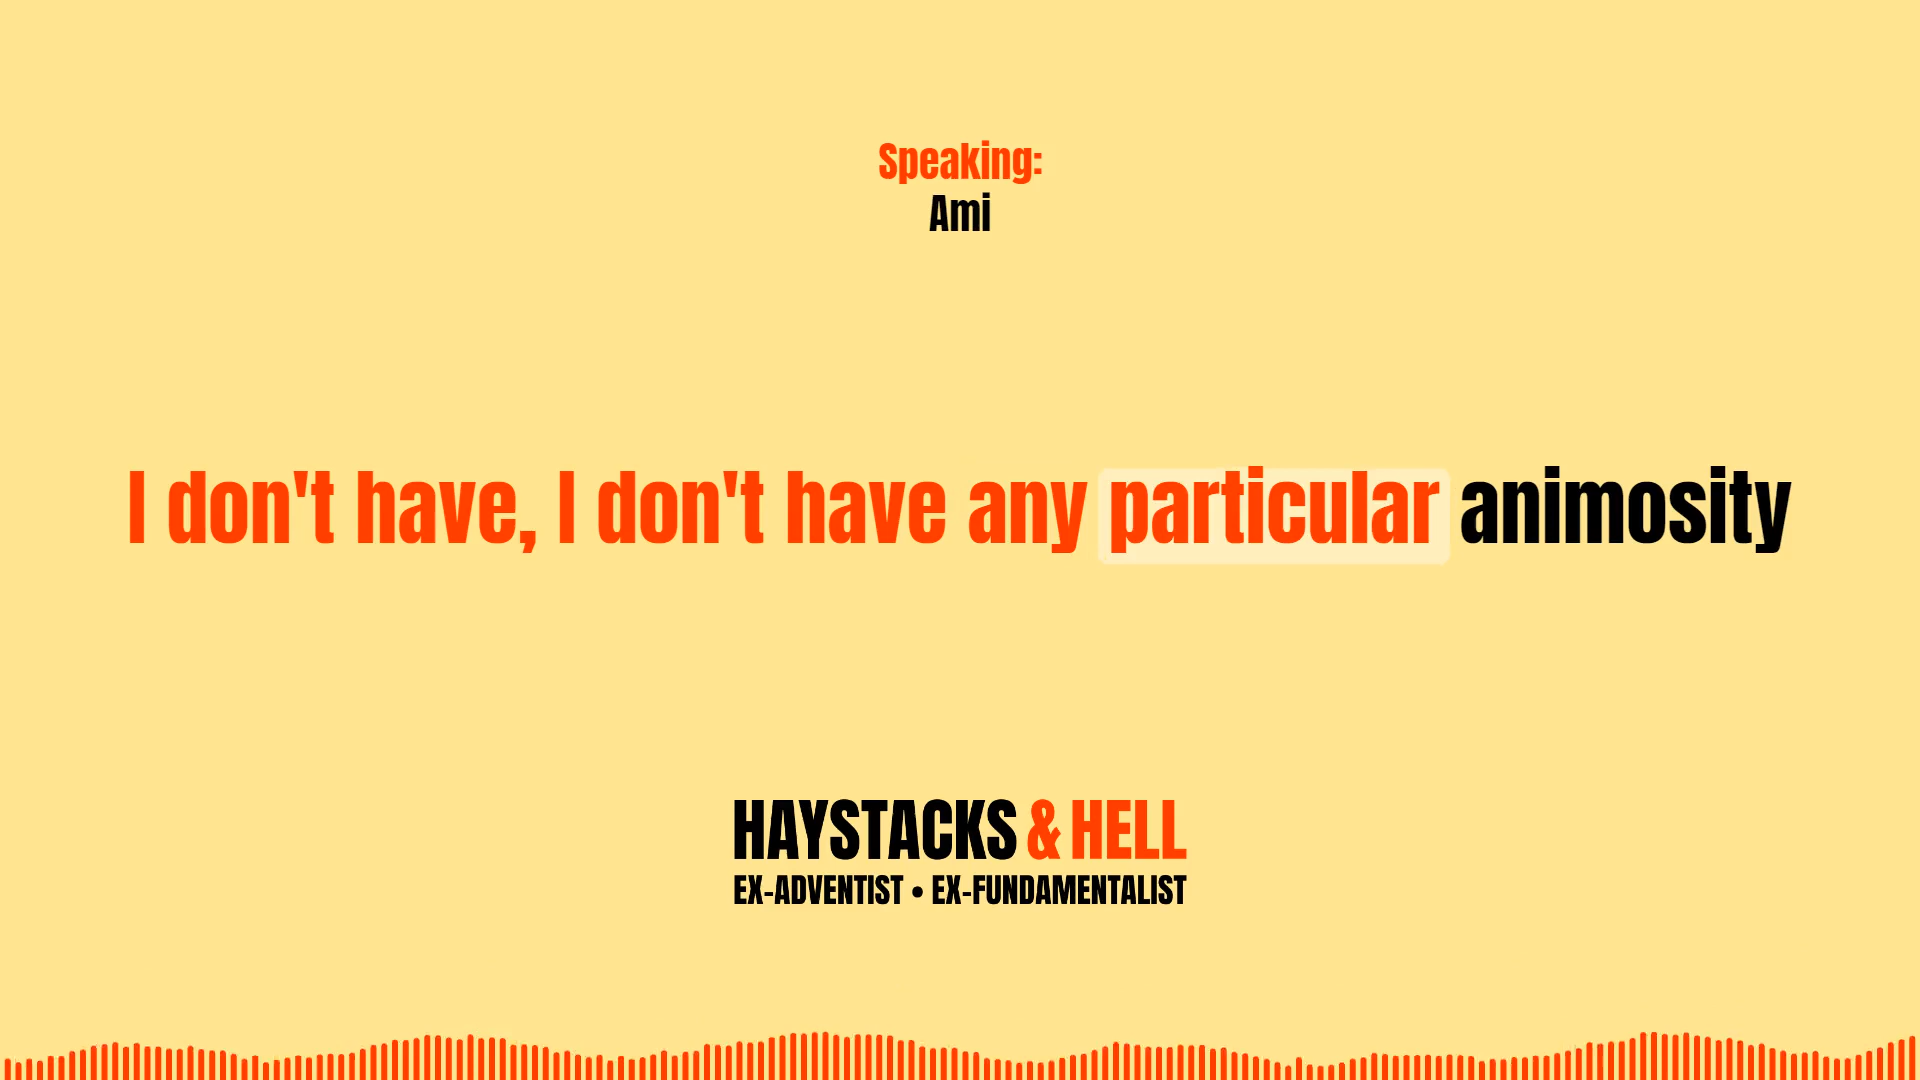 Speaking:
Ami
I don't have, I don't have any particular animosity
HAYSTACKS & HELL
EX-ADVENTIST • EX-FUNDAMENTALIST